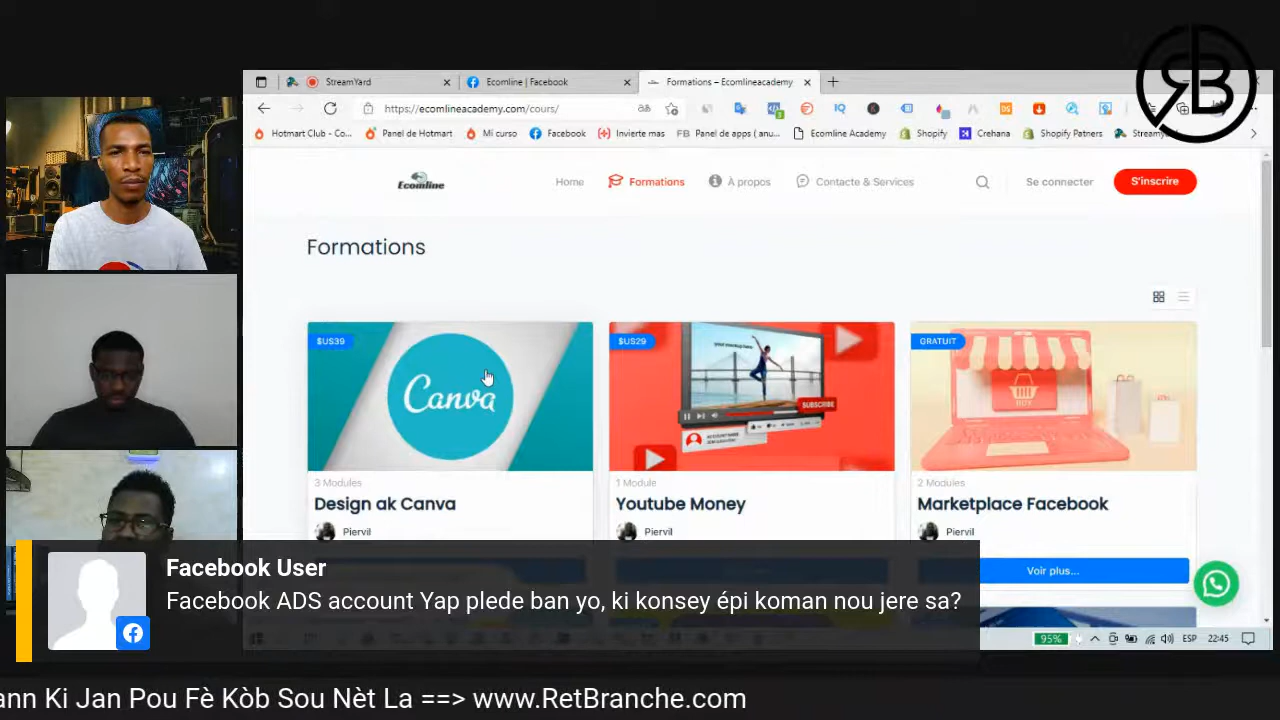 RB
StreamYard
Ecomline | Facebook
Formations – Ecomlineacademy
https://ecomlineacademy.com/cours/
Hotmart Club - Co...
Panel de Hotmart
Mi curso
Facebook
Invierte mas
Panel de apps ( anu...
Ecomline Academy
Shopify
Crehana
Shopify Patners
Streamy
Ecomline
Home
Formations
À propos
Contacte & Services
Se connecter
S'inscrire
Formations
$US39
$US29
GRATUIT
Canva
SUBSCRIBE
BUY
3 Modules
1 Module
2 Modules
Design ak Canva
Youtube Money
Marketplace Facebook
Piervil
Piervil
Piervil
Voir plus...
Facebook User
Facebook ADS account Yap plede ban yo, ki konsey épi koman nou jere sa?
95%
ESP
22:45
ann Ki Jan Pou Fè Kòb Sou Nèt La ==> www.RetBranche.com